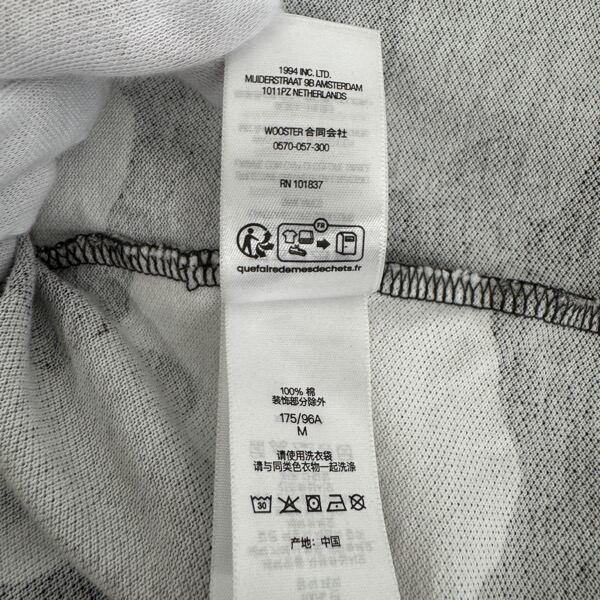 1994 INC. LTD.
MUIDERSTRAAT 9B AMSTERDAM
1011PZ NETHERLANDS
WOOSTER 合同会社
0570-057-300
RN 101837
FR
quefairedemesdechets.fr
100% 棉
装饰部分除外
175/96A
M
请使用洗衣袋
请与同类色衣物一起洗涤
30
产地: 中国